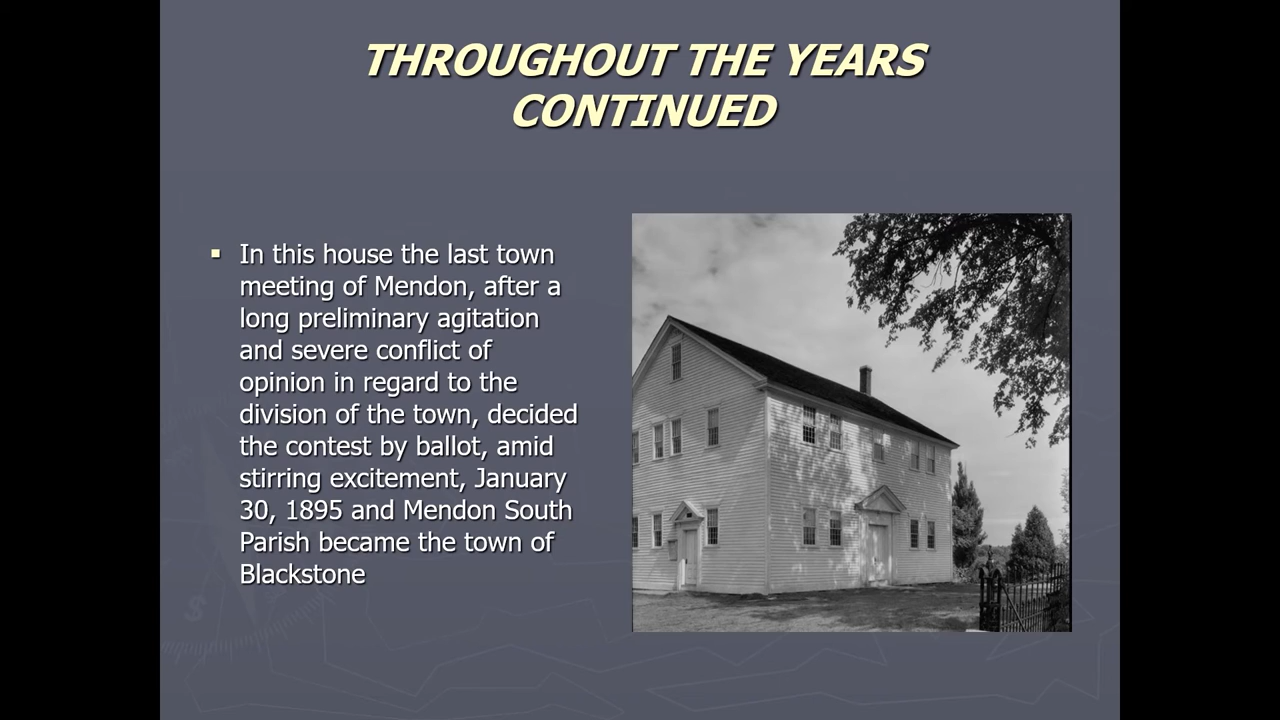 THROUGHOUT THE YEARS
CONTINUED
In this house the last town
meeting of Mendon, after a
long preliminary agitation
and severe conflict of
opinion in regard to the
division of the town, decided
the contest by ballot, amid
stirring excitement, January
30, 1895 and Mendon South
Parish became the town of
Blackstone